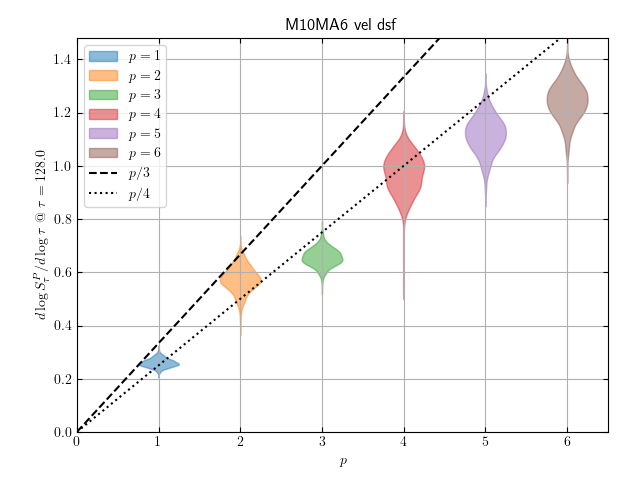 M10MA6 vel dsf
d log S_τ^P / d log τ @ τ = 128.0
1.4
1.2
1.0
0.8
0.6
0.4
0.2
0.0
p = 1
p = 2
p = 3
p = 4
p = 5
p = 6
p/3
p/4
0 1 2 3 4 5 6
p